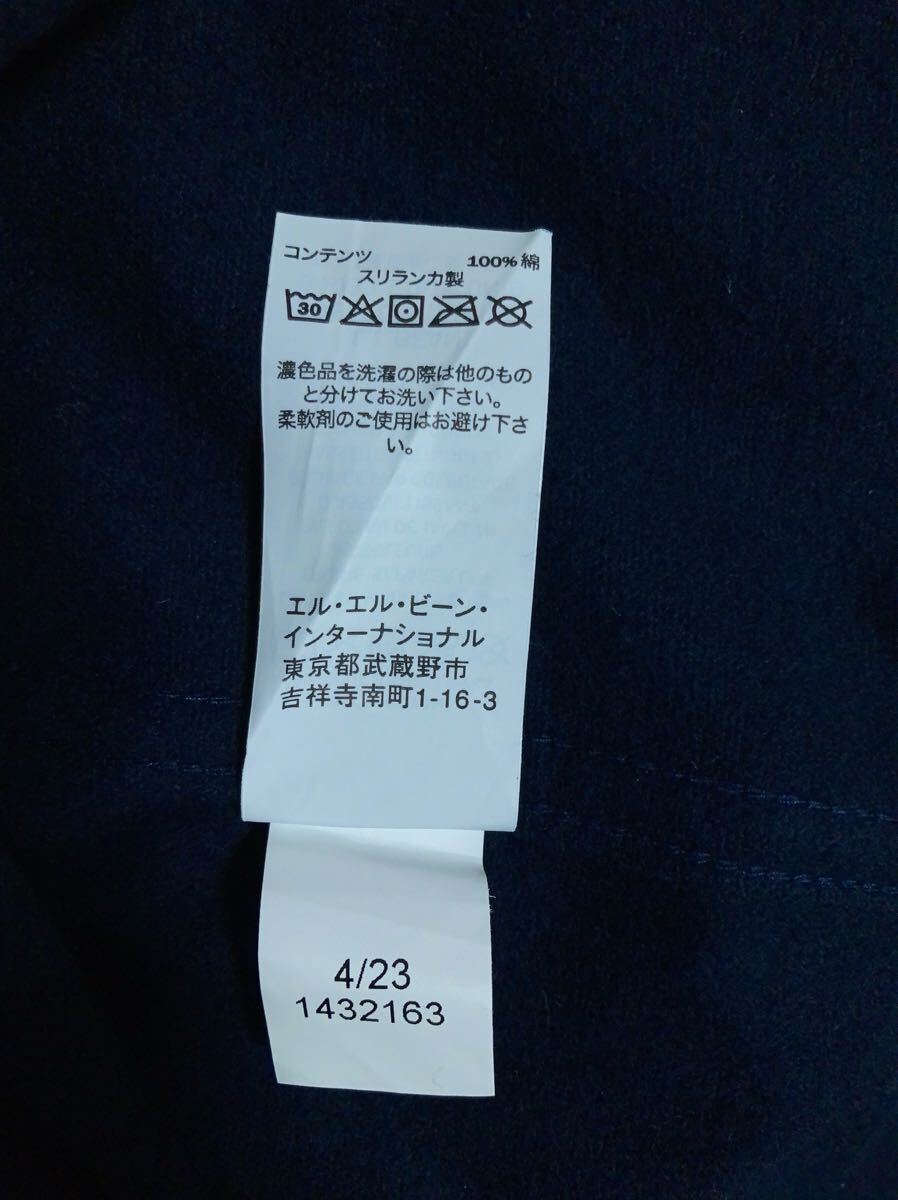 コンテンツ 100% 綿
スリランカ製
30
濃色品を洗濯の際は他のもの
と分けてお洗い下さい。
柔軟剤のご使用はお避け下さ
い。
エル・エル・ビーン・
インターナショナル
東京都武蔵野市
吉祥寺南町1-16-3
4/23
1432163